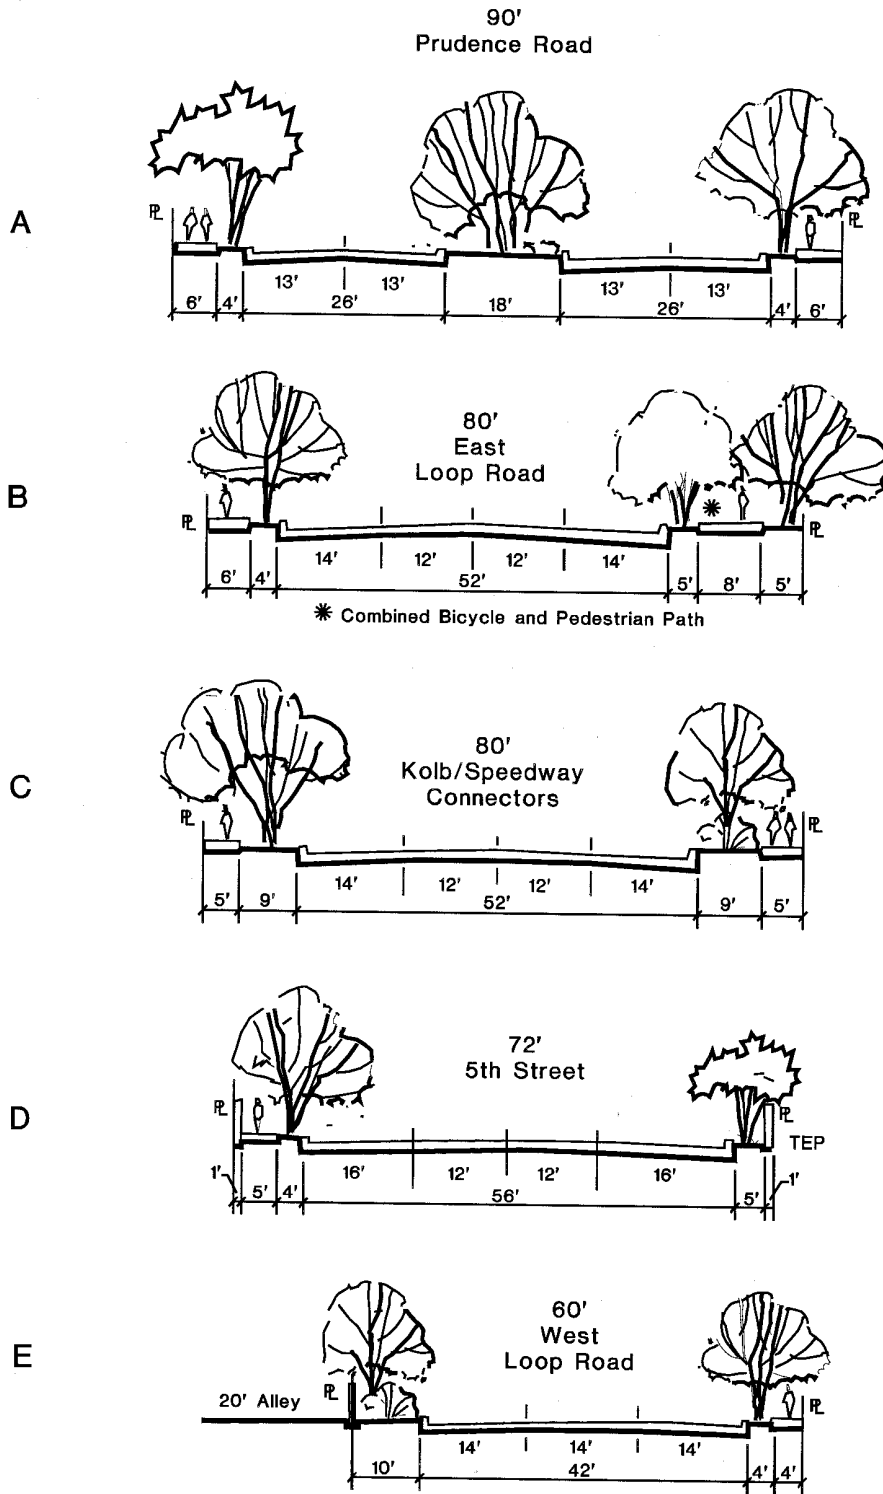 90'
Prudence Road
A
PL
PL
13'
13'
13'
13'
6'
4'
26'
18'
26'
4'
6'
80'
East
Loop Road
B
PL
PL
14'
12'
12'
14'
6'
4'
52'
5'
8'
5'
* Combined Bicycle and Pedestrian Path
80'
Kolb/Speedway
Connectors
C
PL
PL
14'
12'
12'
14'
5'
9'
52'
9'
5'
72'
5th Street
D
PL
PL
TEP
16'
12'
12'
16'
1'
5'
4'
56'
5'
1'
60'
West
Loop Road
E
PL
PL
20' Alley
14'
14'
14'
10'
42'
4'
4'